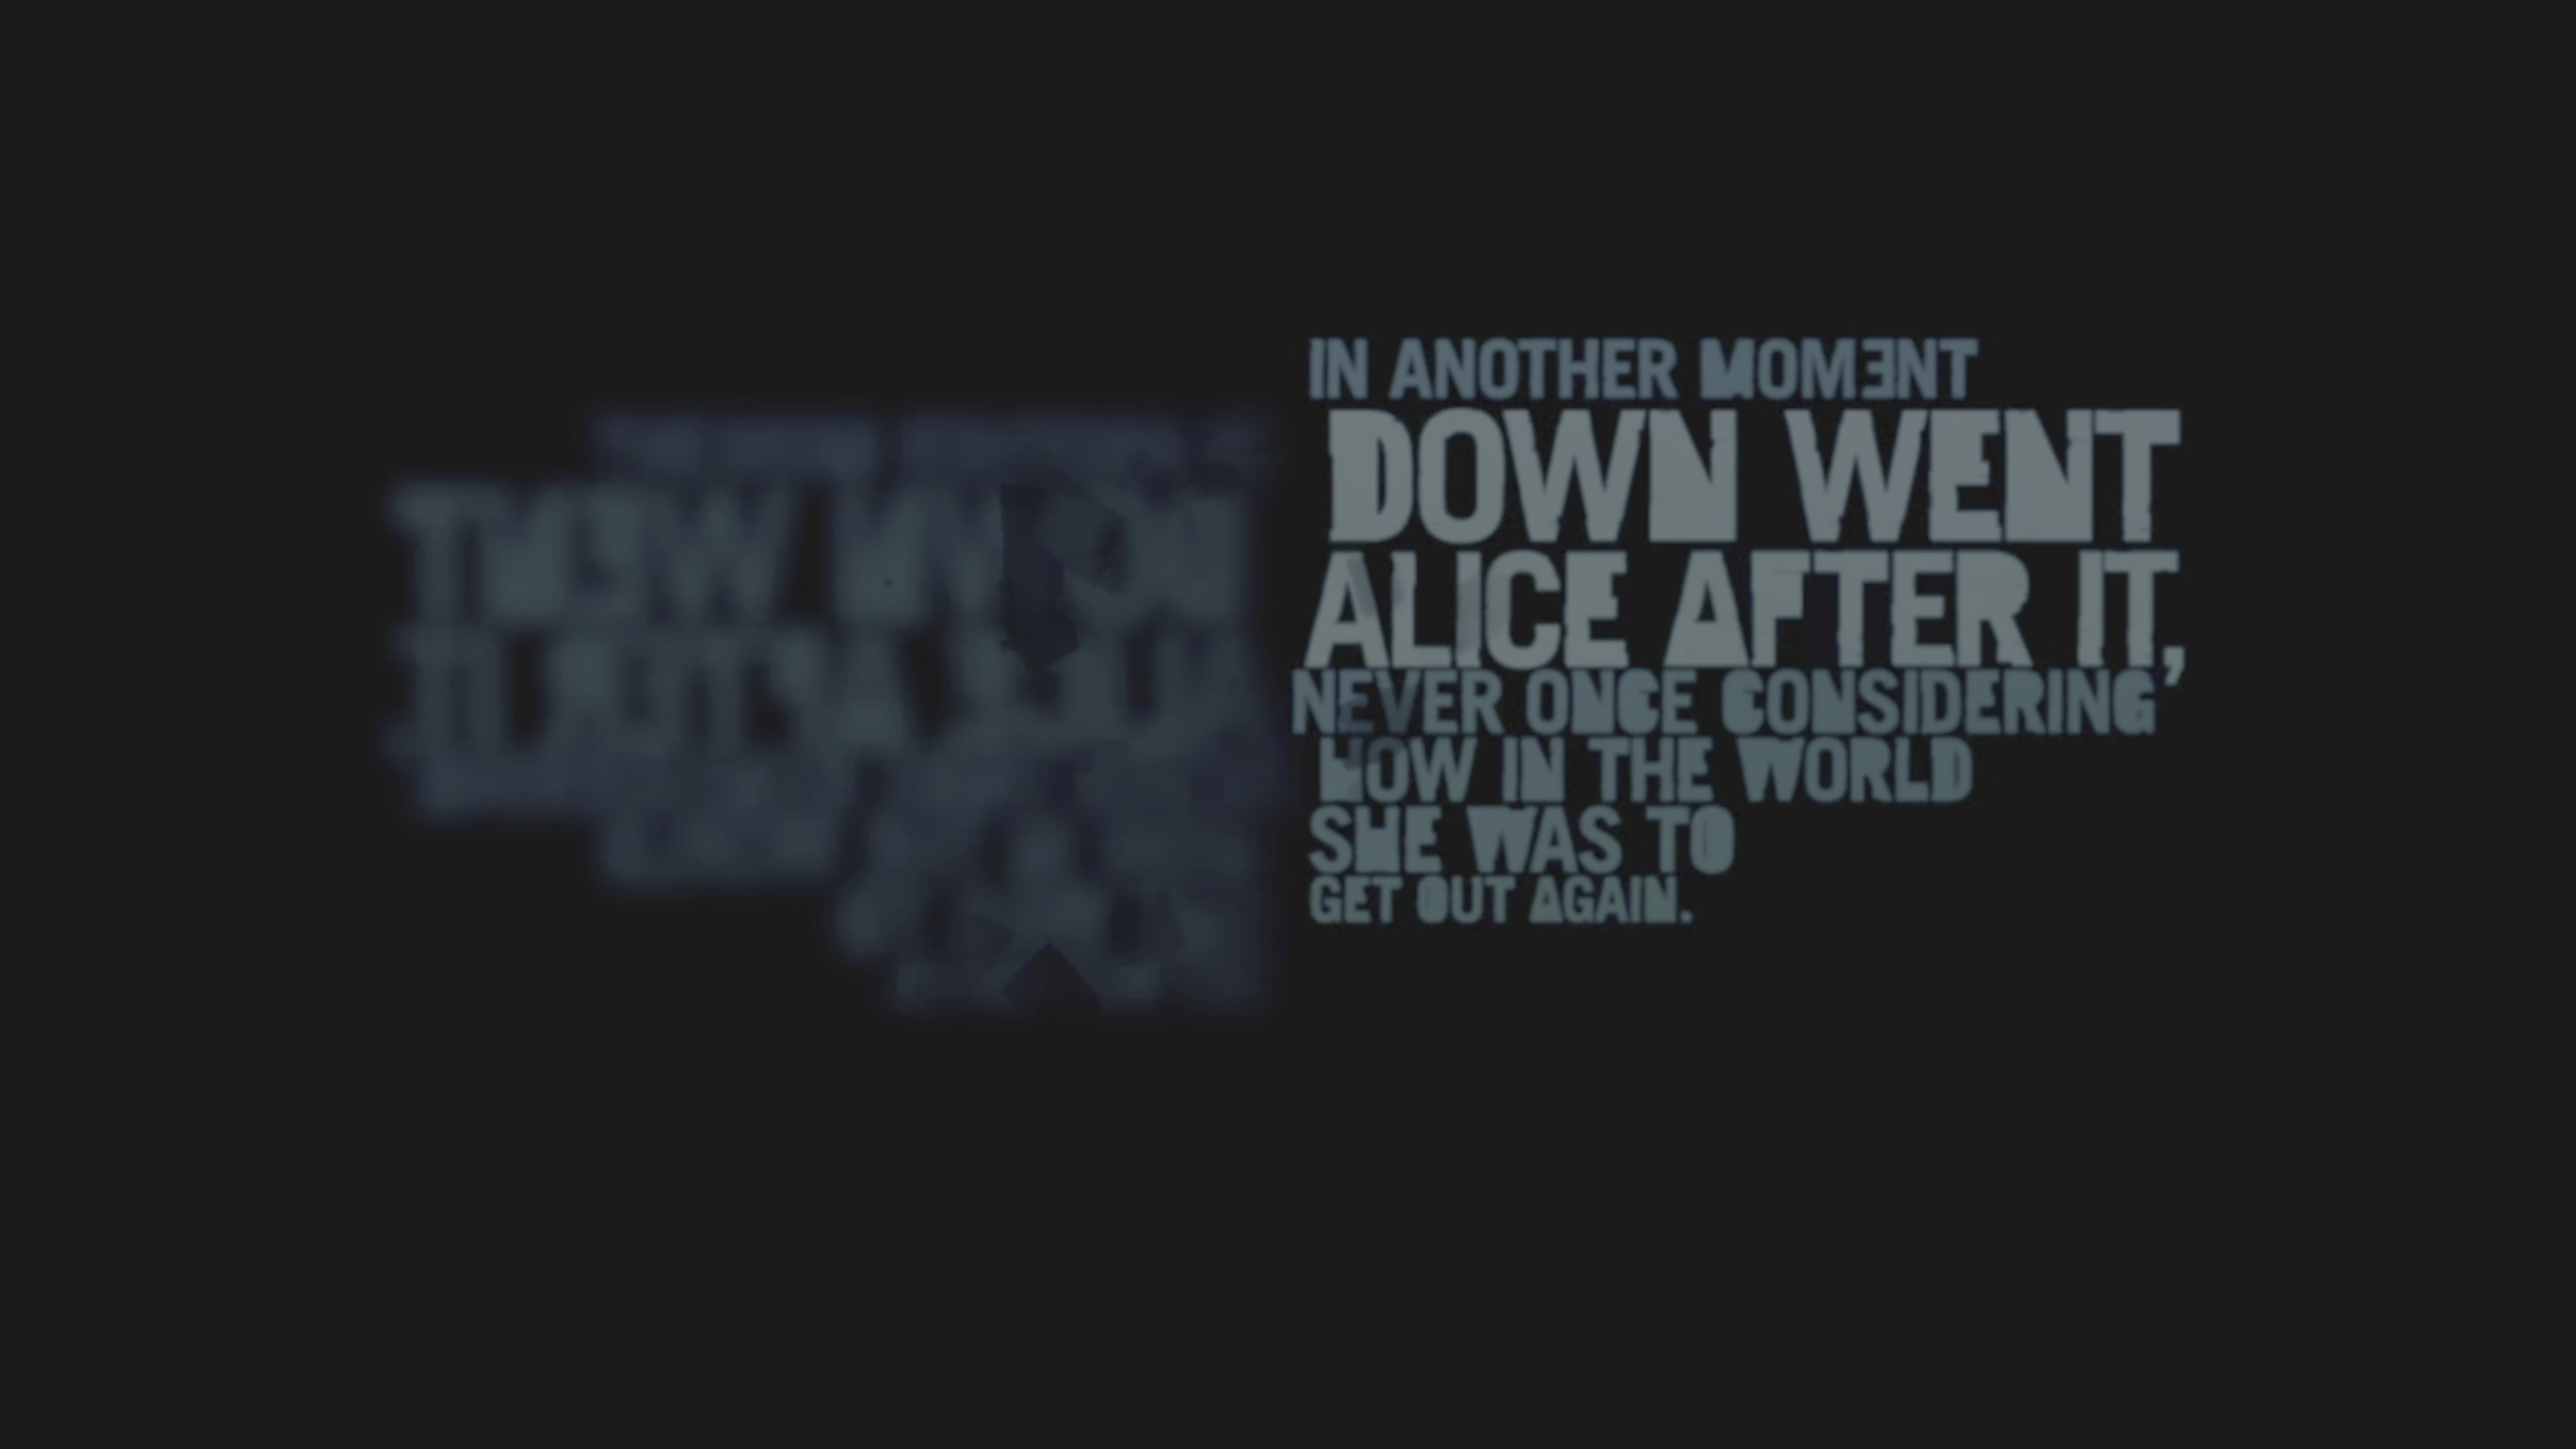 IN ANOTHER MOMENT
DOWN WENT
ALICE AFTER IT,
NEVER ONCE CONSIDERING
HOW IN THE WORLD
SHE WAS TO
GET OUT AGAIN.